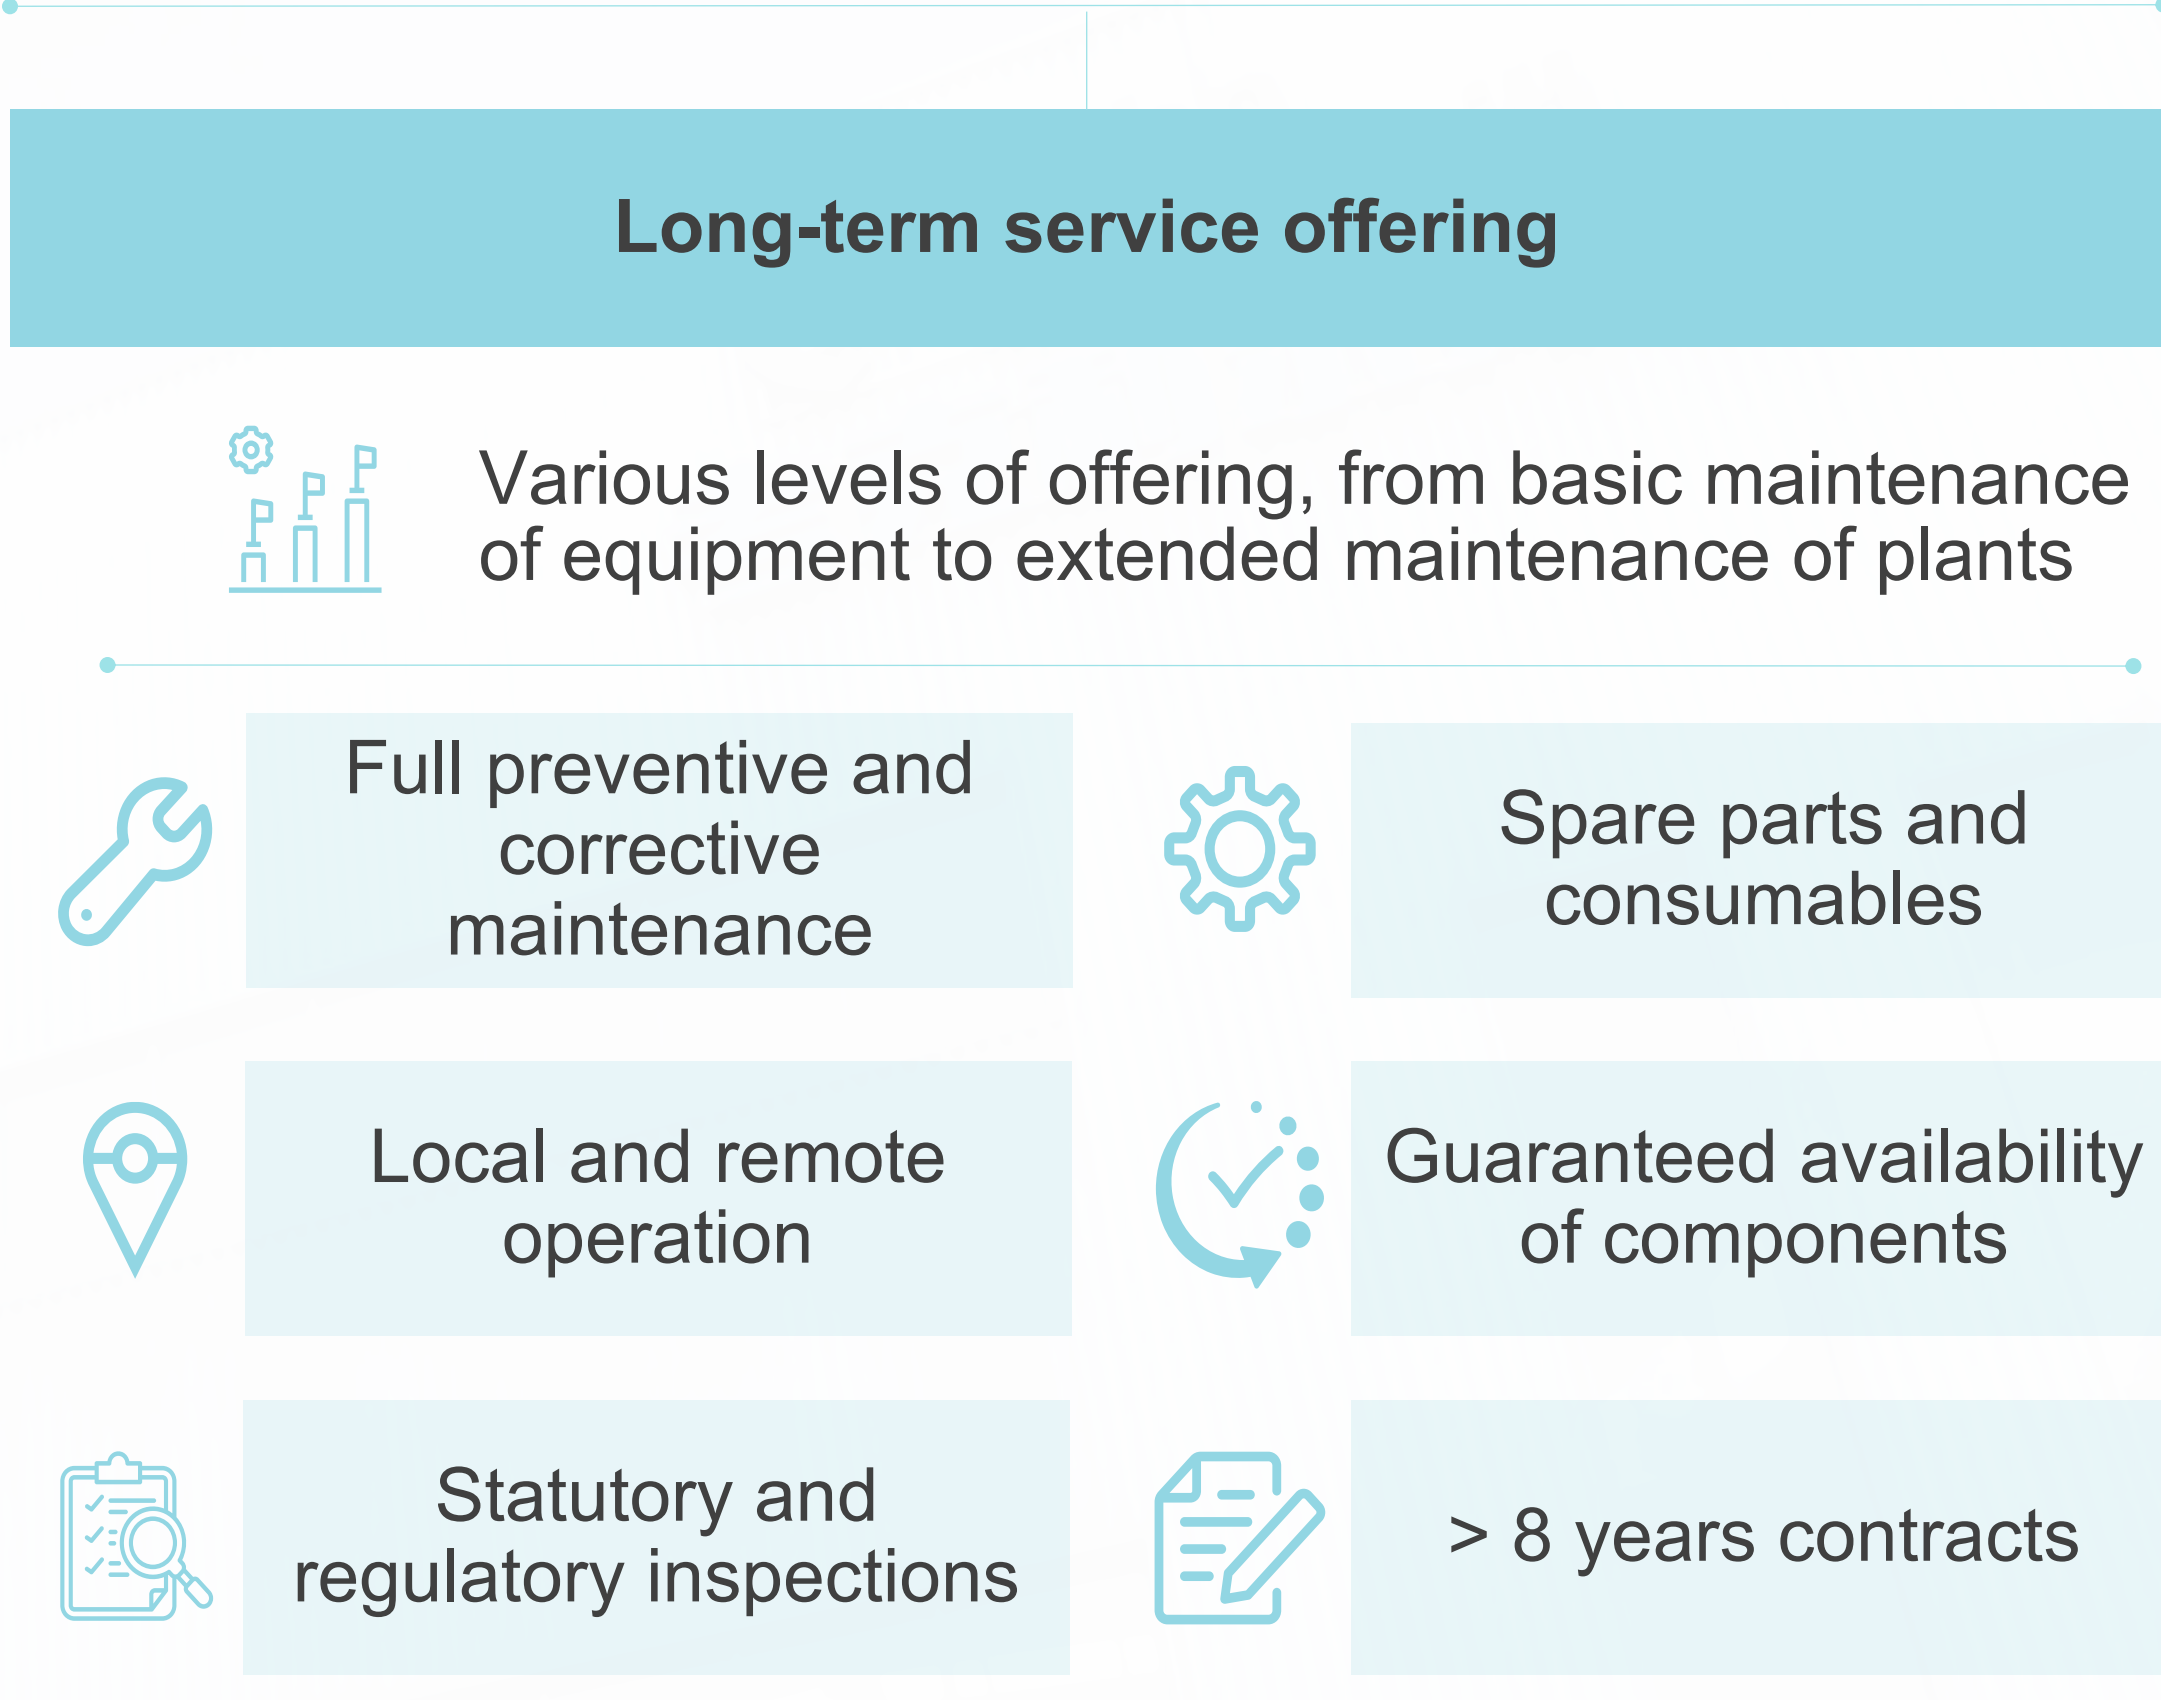 Long-term service offering
Various levels of offering, from basic maintenance
of equipment to extended maintenance of plants
Full preventive and
corrective
maintenance
Spare parts and
consumables
Local and remote
operation
Guaranteed availability
of components
Statutory and
regulatory inspections
> 8 years contracts